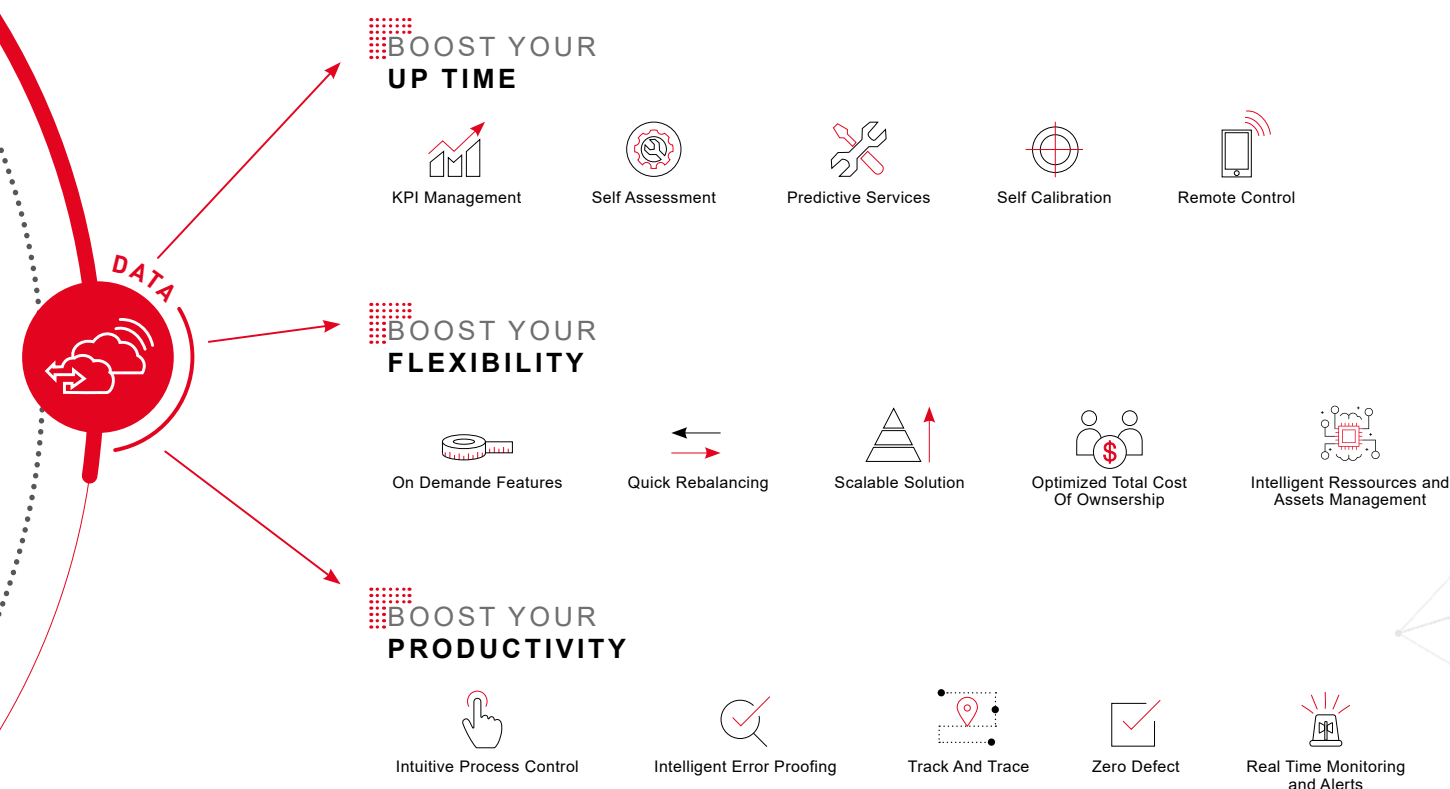 DATA
BOOST YOUR
UP TIME
KPI Management
Self Assessment
Predictive Services
Self Calibration
Remote Control
BOOST YOUR
FLEXIBILITY
On Demande Features
Quick Rebalancing
Scalable Solution
$
Optimized Total Cost
Of Ownsership
Intelligent Ressources and
Assets Management
BOOST YOUR
PRODUCTIVITY
Intuitive Process Control
Intelligent Error Proofing
Track And Trace
Zero Defect
Real Time Monitoring
and Alerts